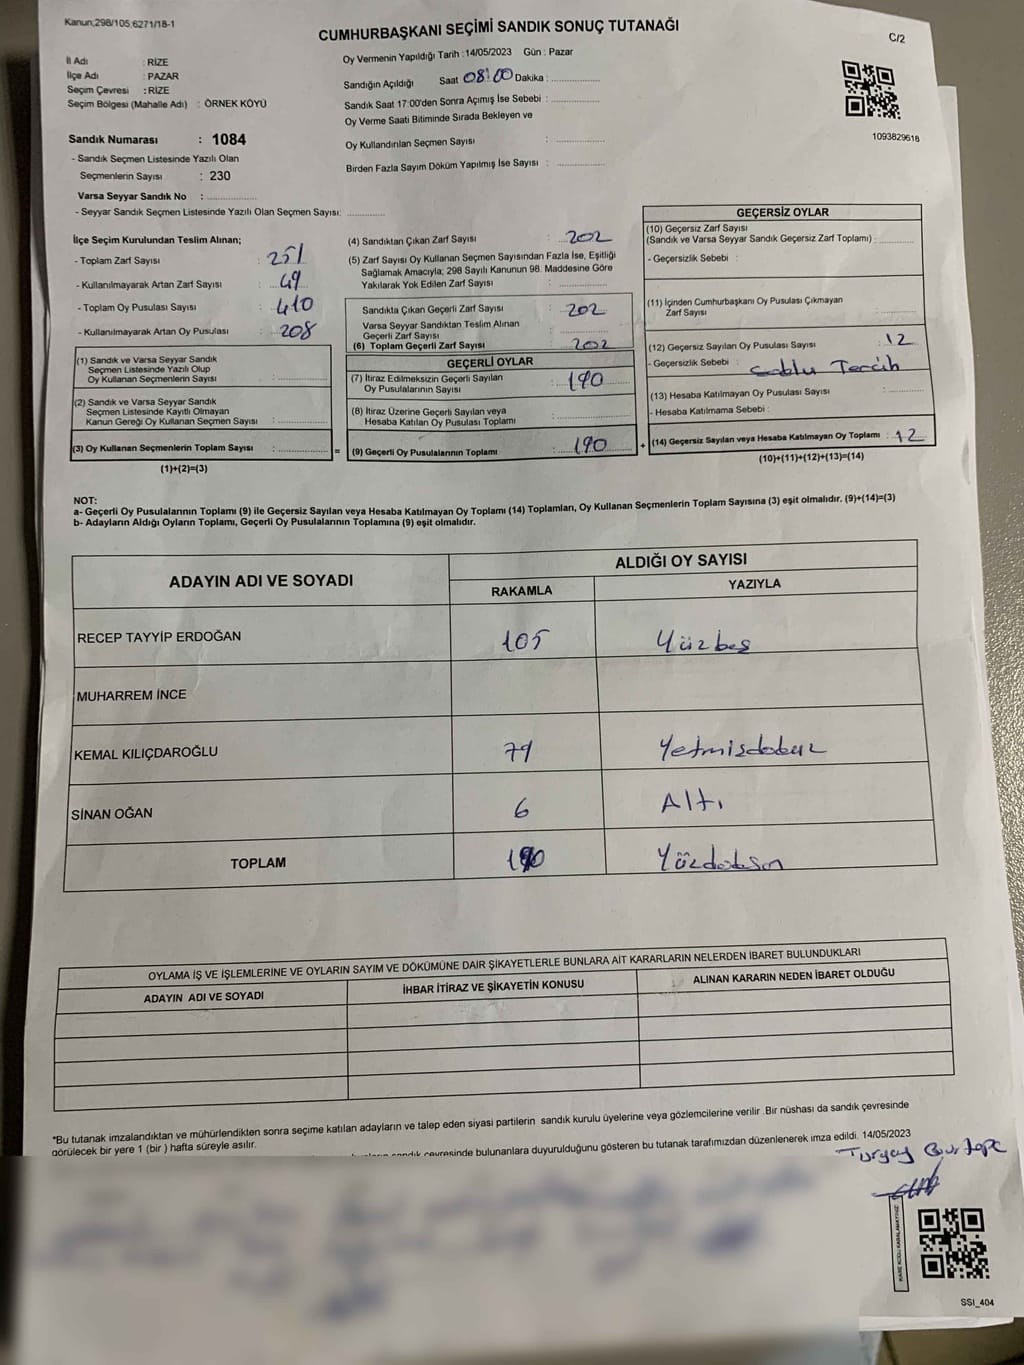 Kanun;298/105,6271/18-1
CUMHURBAŞKANI SEÇİMİ SANDIK SONUÇ TUTANAĞI
C/2
İl Adı : RİZE
İlçe Adı : PAZAR
Seçim Çevresi : RİZE
Seçim Bölgesi (Mahalle Adı) : ÖRNEK KÖYÜ
Oy Vermenin Yapıldığı Tarih :14/05/2023 Gün : Pazar
Sandığın Açıldığı Saat 08:00 Dakika :
Sandık Saat 17:00'den Sonra Açımış İse Sebebi :
Oy Verme Saati Bitiminde Sırada Bekleyen ve
Oy Kullandırılan Seçmen Sayısı :
Birden Fazla Sayım Döküm Yapılmış İse Sayısı :
1093829618
Sandık Numarası : 1084
- Sandık Seçmen Listesinde Yazılı Olan
Seçmenlerin Sayısı : 230
Varsa Seyyar Sandık No :
- Seyyar Sandık Seçmen Listesinde Yazılı Olan Seçmen Sayısı:
İlçe Seçim Kurulundan Teslim Alınan;
- Toplam Zarf Sayısı : 251
- Kullanılmayarak Artan Zarf Sayısı : 49
- Toplam Oy Pusulası Sayısı : 410
- Kullanılmayarak Artan Oy Pusulası : 208
(1) Sandık ve Varsa Seyyar Sandık
Seçmen Listesinde Yazılı Olup
Oy Kullanan Seçmenlerin Sayısı :
(2) Sandık ve Varsa Seyyar Sandık
Seçmen Listesinde Kayıtlı Olmayan
Kanun Gereği Oy Kullanan Seçmen Sayısı :
(3) Oy Kullanan Seçmenlerin Toplam Sayısı :
=
(1)+(2)=(3)
(4) Sandıktan Çıkan Zarf Sayısı : 202
(5) Zarf Sayısı Oy Kullanan Seçmen Sayısından Fazla İse, Eşitliği
Sağlamak Amacıyla; 298 Sayılı Kanunun 98. Maddesine Göre
Yakılarak Yok Edilen Zarf Sayısı :
Sandıkta Çıkan Geçerli Zarf Sayısı : 202
Varsa Seyyar Sandıktan Teslim Alınan
Geçerli Zarf Sayısı :
(6) Toplam Geçerli Zarf Sayısı : 202
GEÇERLİ OYLAR
(7) İtiraz Edilmeksizin Geçerli Sayılan
Oy Pusulalarının Sayısı : 190
(8) İtiraz Üzerine Geçerli Sayılan veya
Hesaba Katılan Oy Pusulası Toplamı :
(9) Geçerli Oy Pusulalarının Toplamı : 190
+
GEÇERSİZ OYLAR
(10) Geçersiz Zarf Sayısı
(Sandık ve Varsa Seyyar Sandık Geçersiz Zarf Toplamı) :
- Geçersizlik Sebebi :
(11) İçinden Cumhurbaşkanı Oy Pusulası Çıkmayan
Zarf Sayısı :
(12) Geçersiz Sayılan Oy Pusulası Sayısı : 12
- Geçersizlik Sebebi : Tercih
(13) Hesaba Katılmayan Oy Pusulası Sayısı :
- Hesaba Katılmama Sebebi :
(14) Geçersiz Sayılan veya Hesaba Katılmayan Oy Toplamı : 12
(10)+(11)+(12)+(13)=(14)
NOT:
a- Geçerli Oy Pusulalarının Toplamı (9) ile Geçersiz Sayılan veya Hesaba Katılmayan Oy Toplamı (14) Toplamları, Oy Kullanan Seçmenlerin Toplam Sayısına (3) eşit olmalıdır. (9)+(14)=(3)
b- Adayların Aldığı Oyların Toplamı, Geçerli Oy Pusulalarının Toplamına (9) eşit olmalıdır.
ADAYIN ADI VE SOYADI
ALDIĞI OY SAYISI
RAKAMLA YAZIYLA
RECEP TAYYİP ERDOĞAN 105 Yüzbeş
MUHARREM İNCE
KEMAL KILIÇDAROĞLU 79 Yetmisdokuz
SİNAN OĞAN 6 Altı
TOPLAM 190 Yüzdoksan
OYLAMA İŞ VE İŞLEMLERİNE VE OYLARIN SAYIM VE DÖKÜMÜNE DAİR ŞİKAYETLERLE BUNLARA AİT KARARLARIN NELERDEN İBARET BULUNDUKLARI
ADAYIN ADI VE SOYADI
İHBAR İTİRAZ VE ŞİKAYETİN KONUSU
ALINAN KARARIN NEDEN İBARET OLDUĞU
*Bu tutanak imzalandıktan ve mühürlendikten sonra seçime katılan adayların ve talep eden siyasi partilerin sandık kurulu üyelerine veya gözlemcilerine verilir .Bir nüshası da sandık çevresinde
görülecek bir yere 1 (bir ) hafta süreyle asılır.
sandık çevresinde bulunanlara duyurulduğunu gösteren bu tutanak tarafımızdan düzenlenerek imza edildi. 14/05/2023
SSI_404